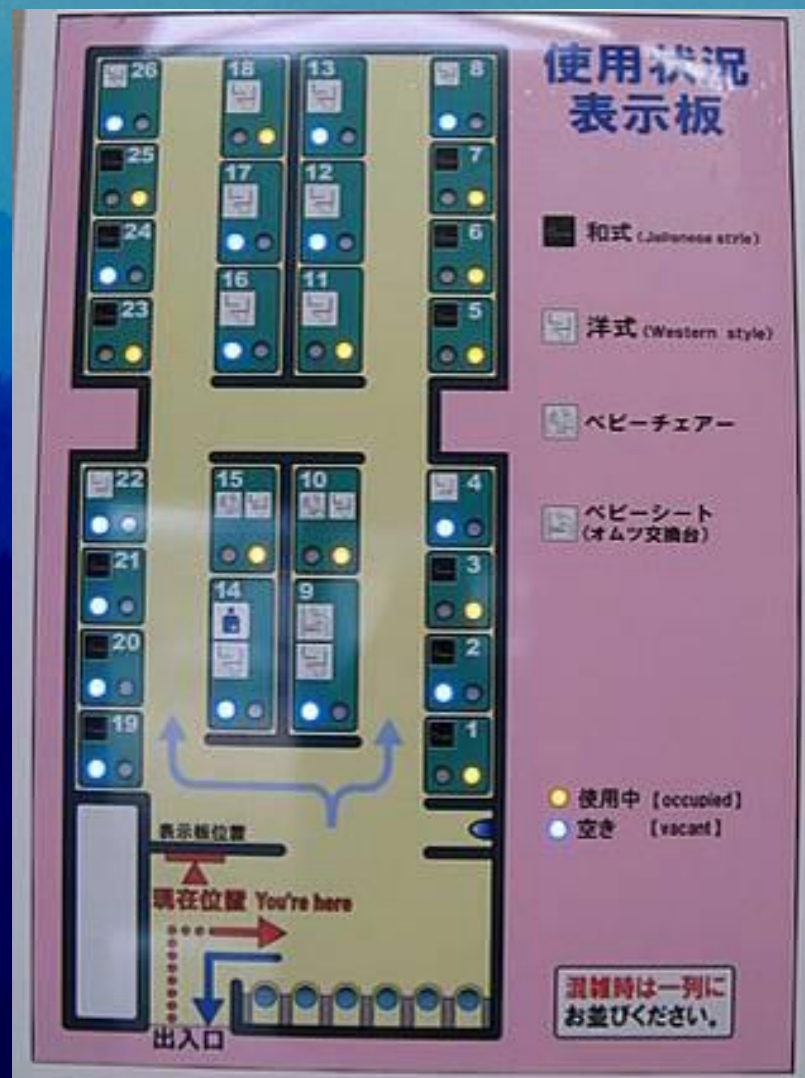 使用状況
表示板
26
18
13
8
25
17
12
7
24
16
11
6
23
5
和式 (Japanese style)
洋式 (Western style)
ベビーチェアー
ベビーシート
(オムツ交換台)
22
15
10
4
21
14
9
3
20
2
19
1
使用中 [occupied]
空き [vacant]
表示板位置
現在位置 You're here
出入口
混雑時は一列に
お並びください。